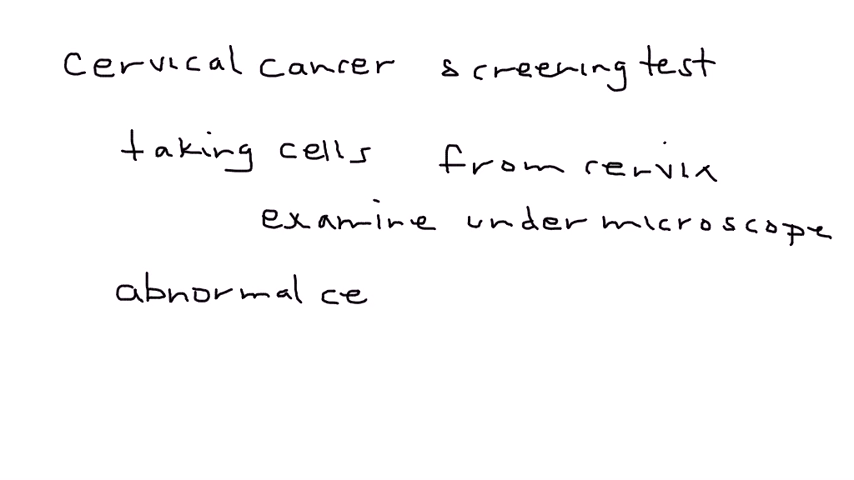 cervical cancer screening test
taking cells from cervix
examine under microscope
abnormal ce